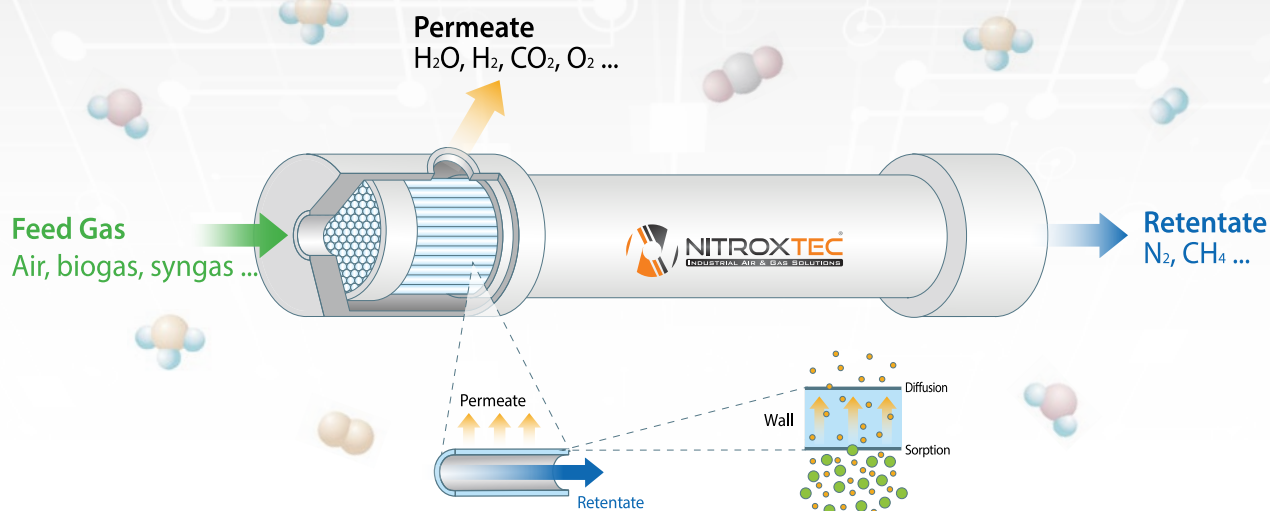 Permeate
H₂O, H₂, CO₂, O₂ ...
Feed Gas
Air, biogas, syngas ...
NITROXTEC®
INDUSTRIAL AIR & GAS SOLUTIONS
Retentate
N₂, CH₄ ...
Permeate
Retentate
Wall
Diffusion
Sorption